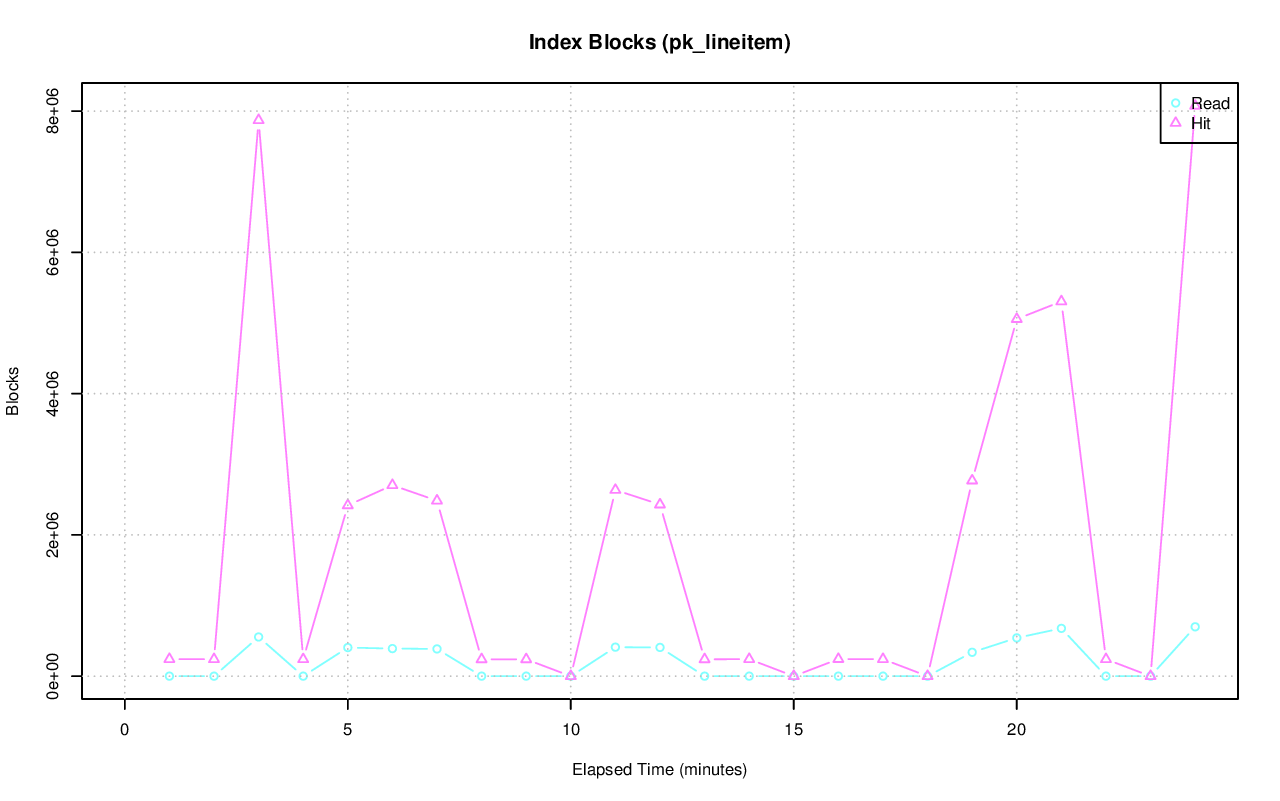 Index Blocks (pk_lineitem)
Blocks
8e+06
6e+06
4e+06
2e+06
0e+00
Read
Hit
0 5 10 15 20
Elapsed Time (minutes)